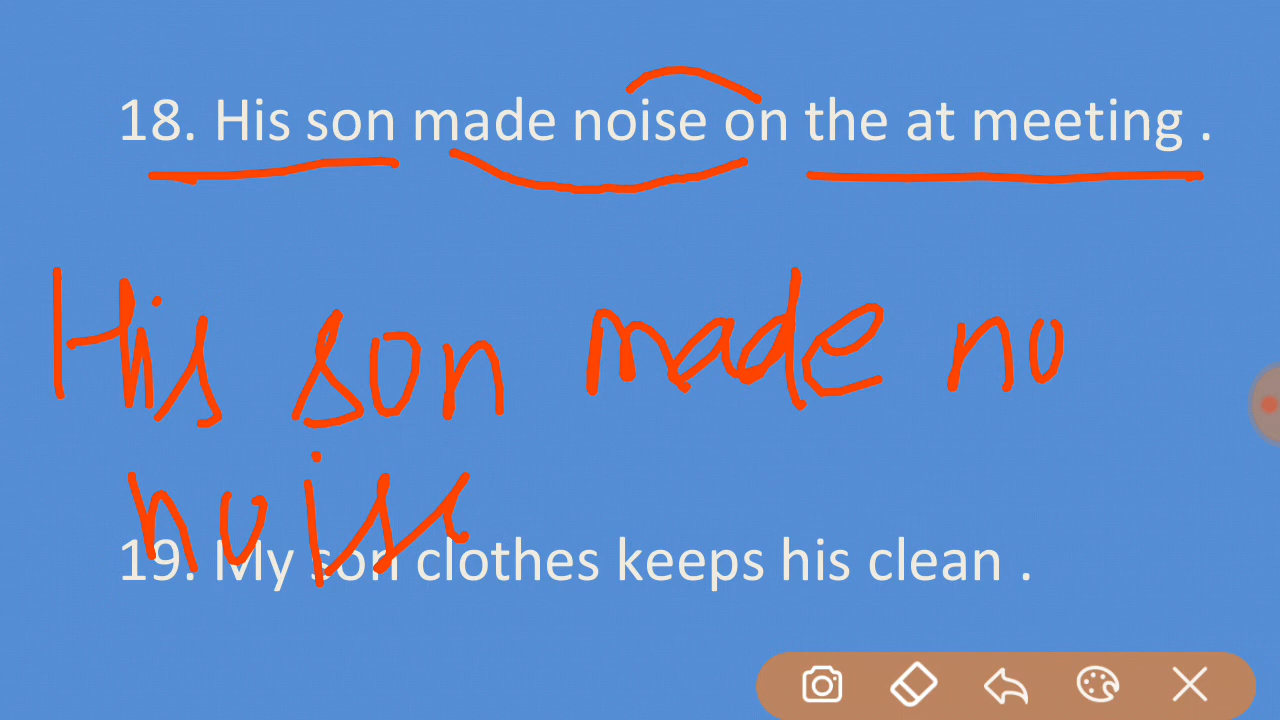 18. His son made noise on the at meeting .
His son made no
noise
19. My son clothes keeps his clean .